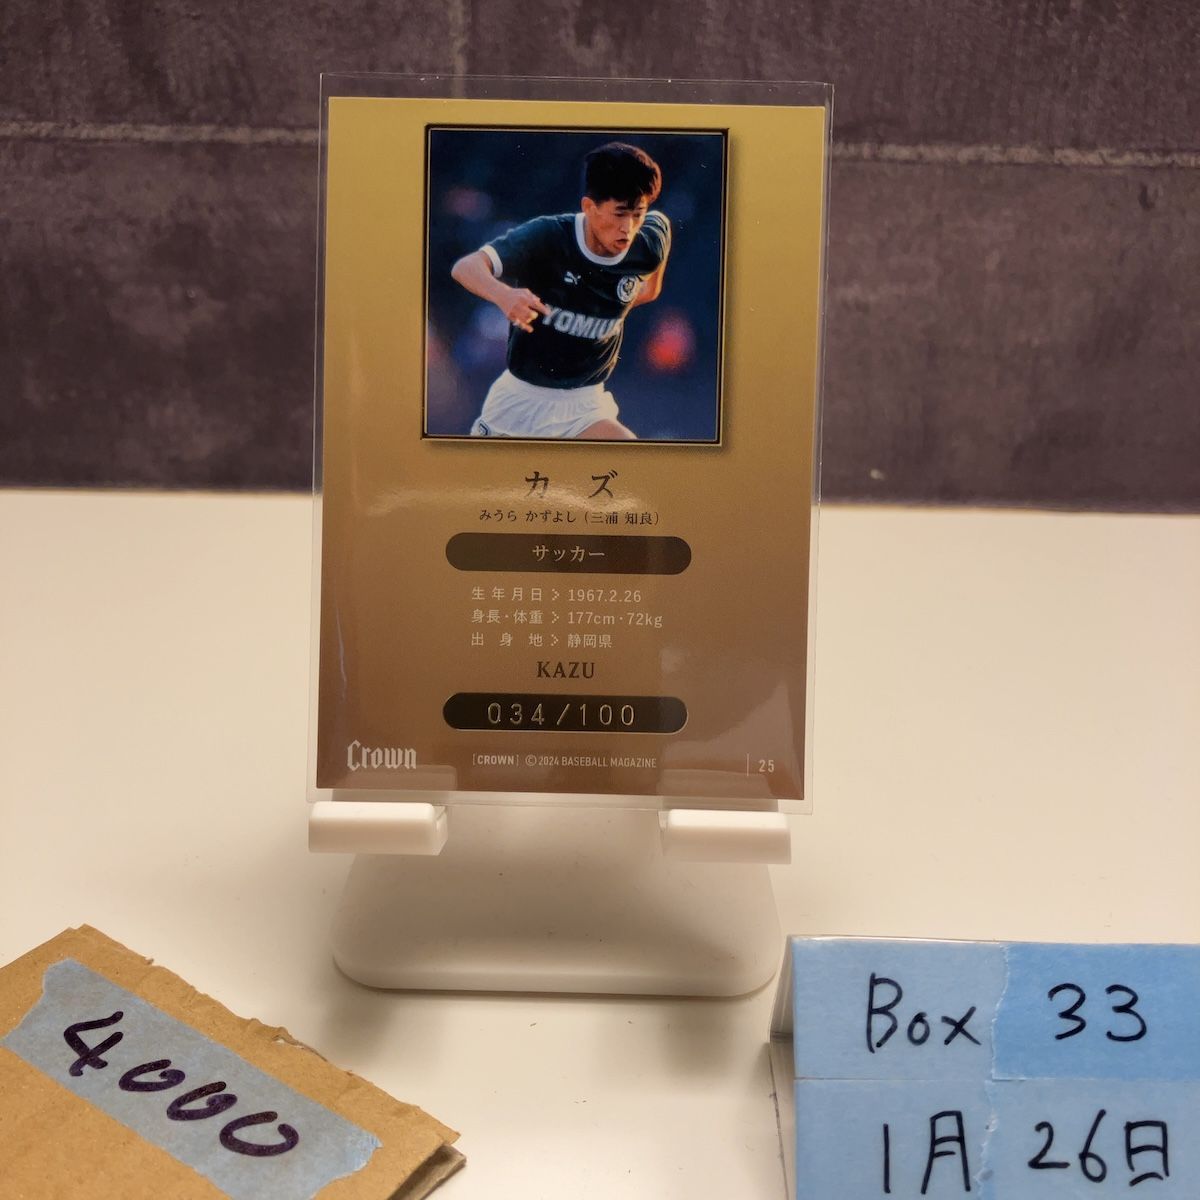 YOMIU
カズ
みうら かずよし (三浦 知良)
サッカー
生年月日 > 1967.2.26
身長・体重 > 177cm・72kg
出身地 > 静岡県
KAZU
034/100
Crown
[CROWN] ©2024 BASEBALL MAGAZINE
25
4000
Box 33
1月 26日